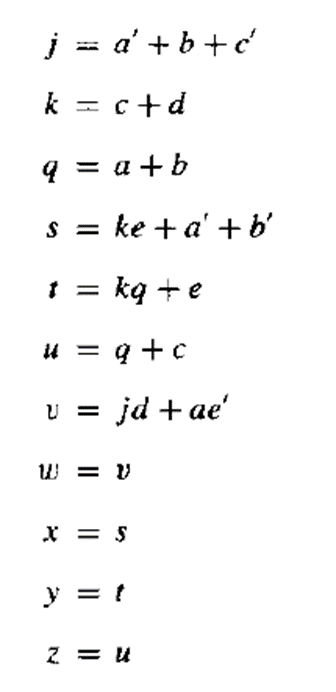 j = a' + b + c'
k = c + d
q = a + b
s = ke + a' + b'
t = kq + e
u = q + c
v = jd + ae'
w = v
x = s
y = t
z = u